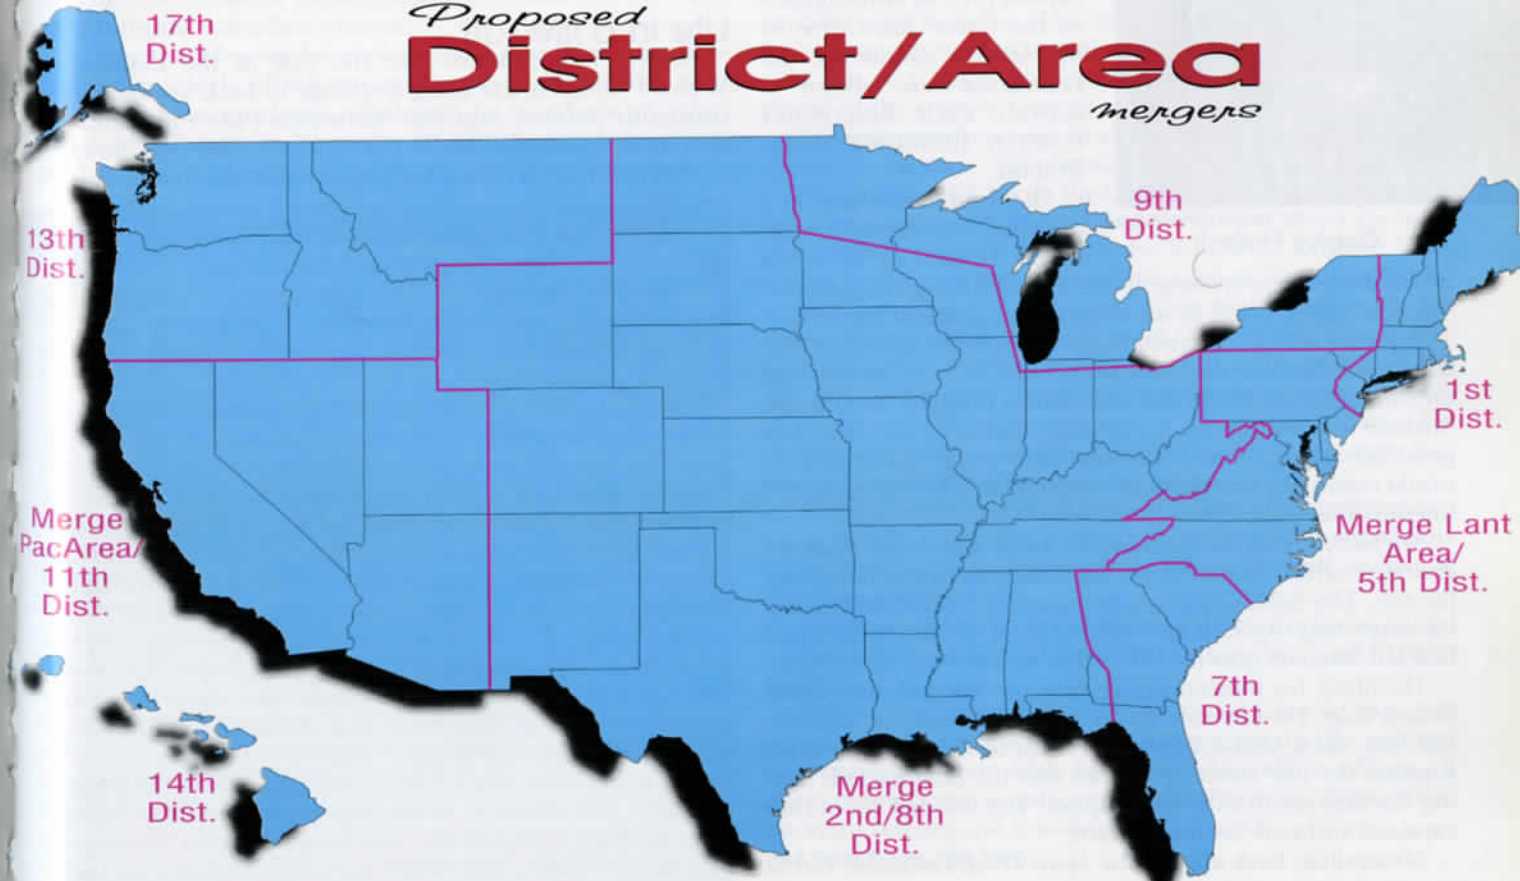 Proposed
District/Area
mergers
17th
Dist.
13th
Dist.
9th
Dist.
1st
Dist.
Merge
PacArea/
11th
Dist.
Merge Lant
Area/
5th Dist.
7th
Dist.
14th
Dist.
Merge
2nd/8th
Dist.